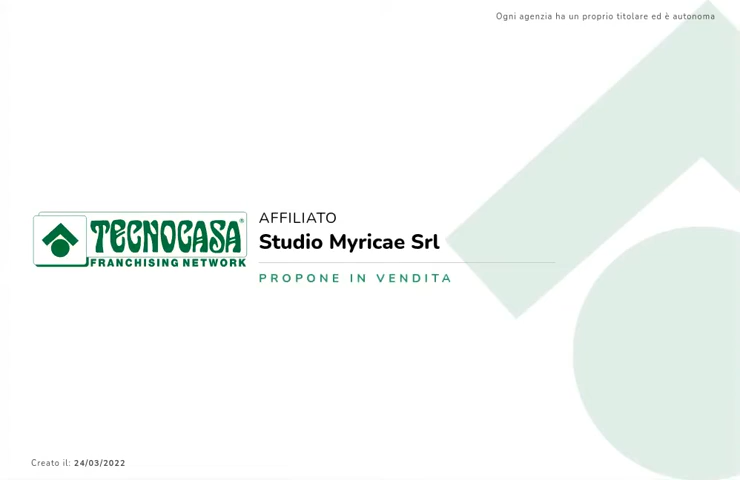 Ogni agenzia ha un proprio titolare ed è autonoma
TECNOCASA®
FRANCHISING NETWORK
AFFILIATO
Studio Myricae Srl
PROPONE IN VENDITA
Creato il: 24/03/2022